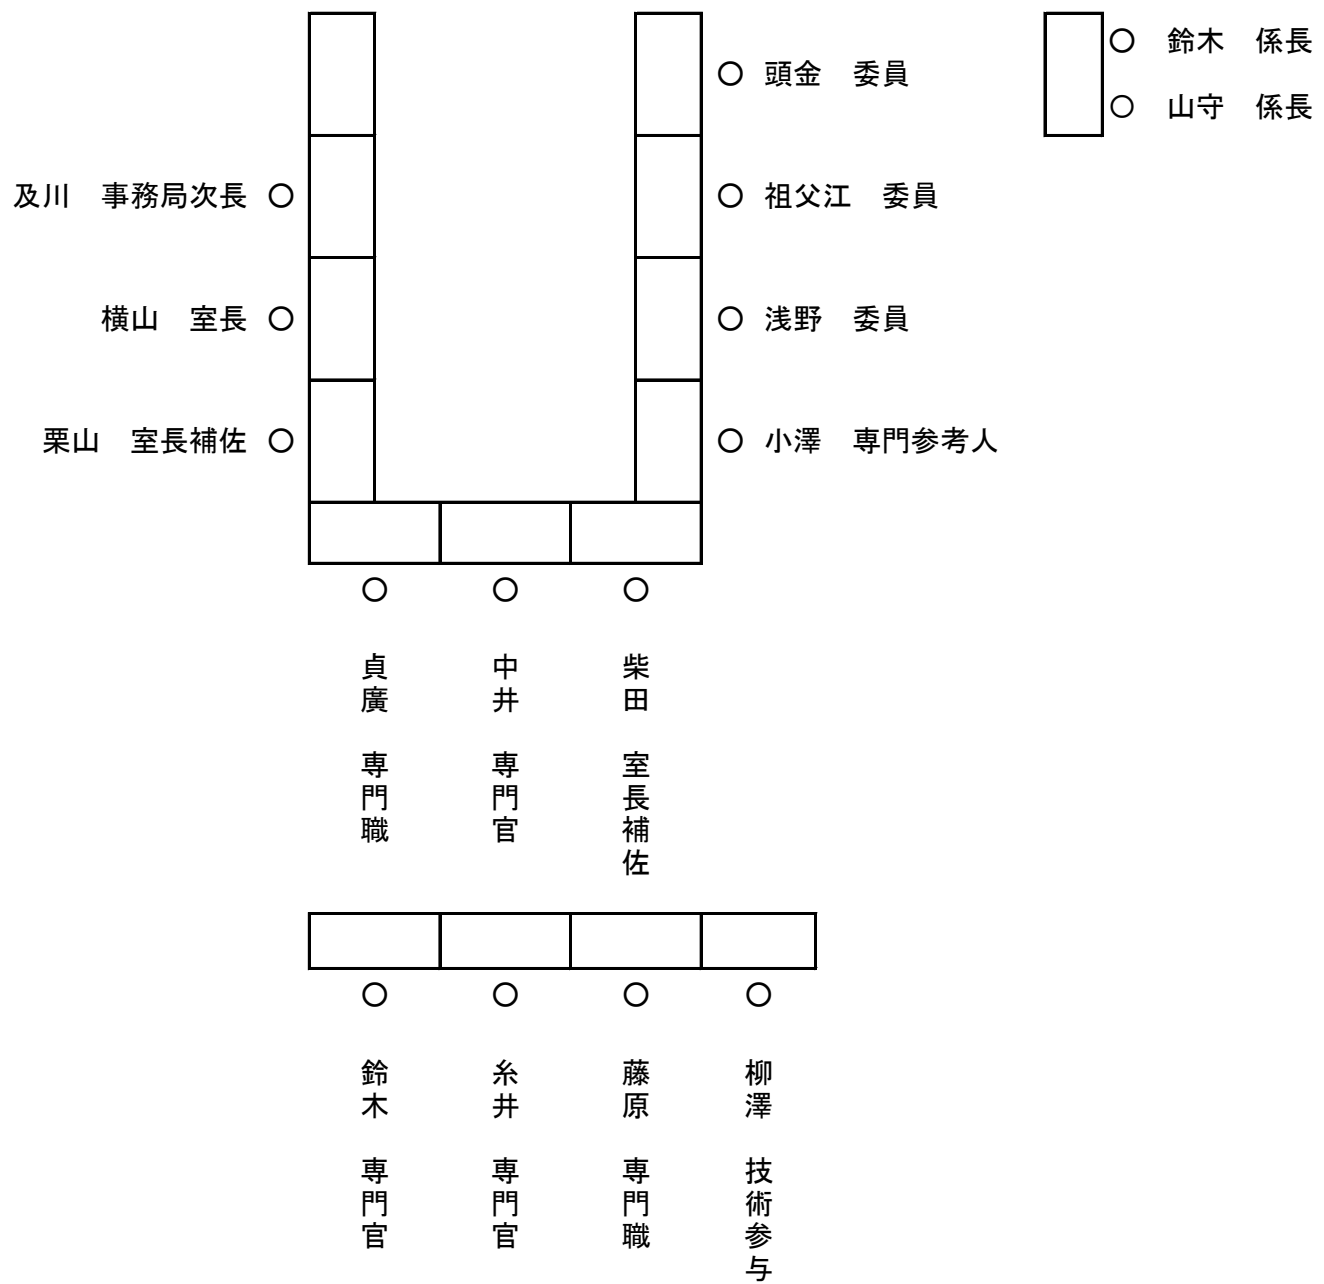 ○ 鈴木　係長
○ 頭金　委員
○ 山守　係長
及川　事務局次長 ○
○ 祖父江　委員
横山　室長 ○
○ 浅野　委員
栗山　室長補佐 ○
○ 小澤　専門参考人
○
貞廣　専門職
○
中井　専門官
○
柴田　室長補佐
○
鈴木　専門官
○
糸井　専門官
○
藤原　専門職
○
柳澤　技術参与